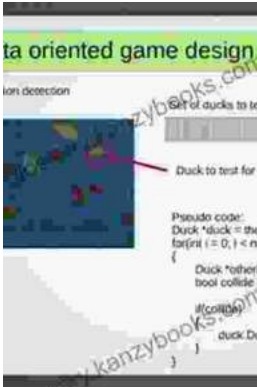 ta oriented game design
ion detection
Set of ducks to te
Duck to test for
Pseudo code:
Duck *duck = the
for(int i = 0; i < n
{
Duck *other
bool collide
if(collide)
{
duck.D
}
}
kanzybooks.com
kanzybooks.com